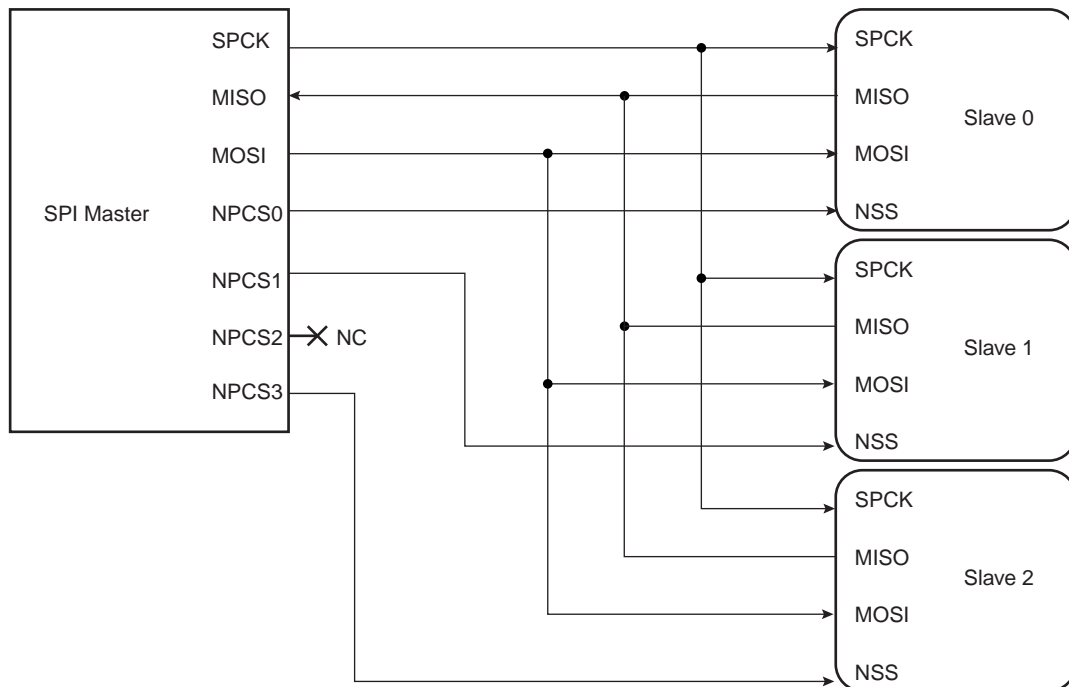 SPI Master
SPCK
MISO
MOSI
NPCS0
NPCS1
NPCS2
NC
NPCS3
SPCK
MISO
Slave 0
MOSI
NSS
SPCK
MISO
Slave 1
MOSI
NSS
SPCK
MISO
Slave 2
MOSI
NSS